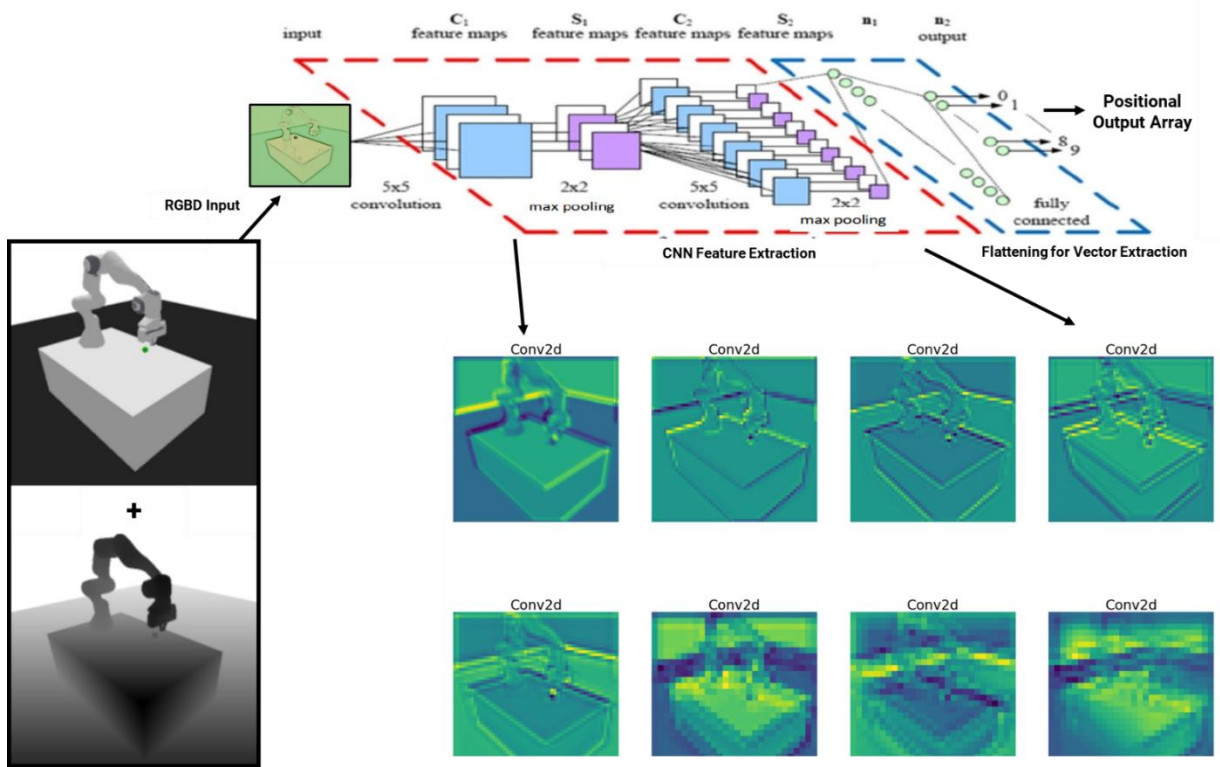 input
C₁
feature maps
S₁
feature maps
C₂
feature maps
S₂
feature maps
n₁
n₂
output
0
1
8
9
Positional
Output Array
RGBD Input
5x5
convolution
2x2
max pooling
5x5
convolution
2x2
max pooling
fully
connected
CNN Feature Extraction
Flattening for Vector Extraction
+
Conv2d
Conv2d
Conv2d
Conv2d
Conv2d
Conv2d
Conv2d
Conv2d